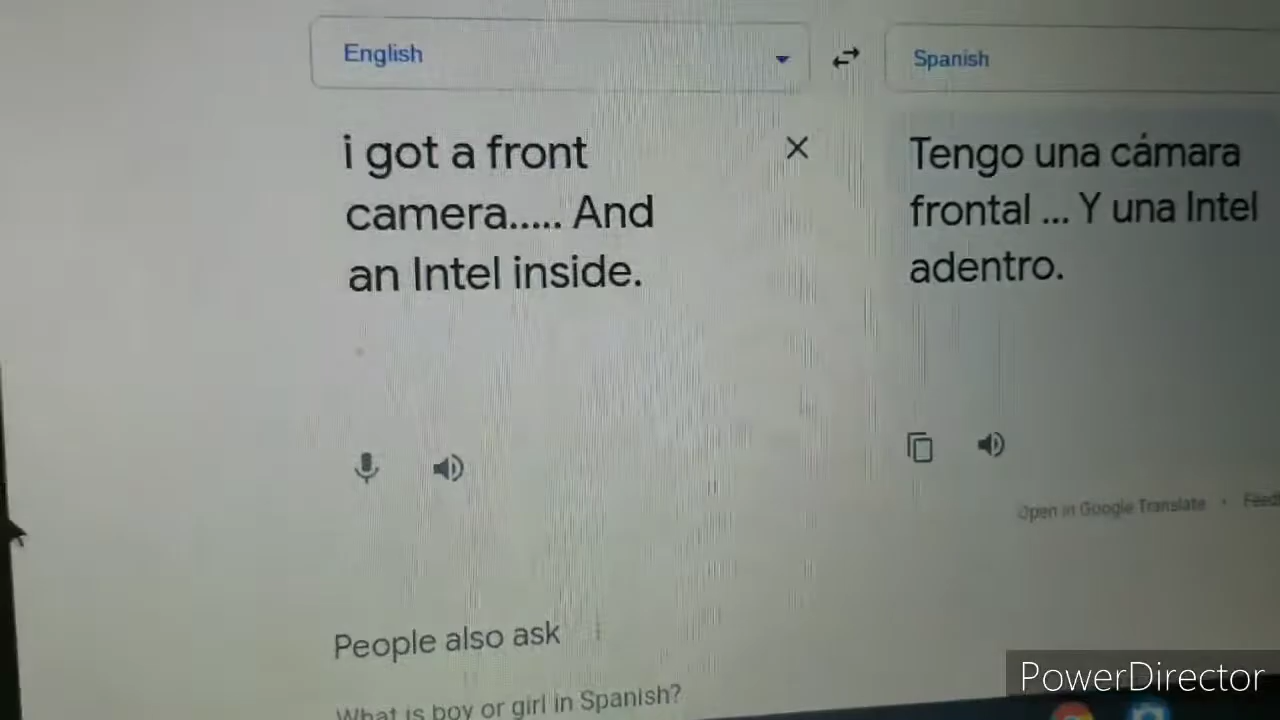 English
Spanish
i got a front
camera..... And
an Intel inside.
Tengo una cámara
frontal ... Y una Intel
adentro.
Open in Google Translate •
People also ask
What is boy or girl in Spanish?
PowerDirector